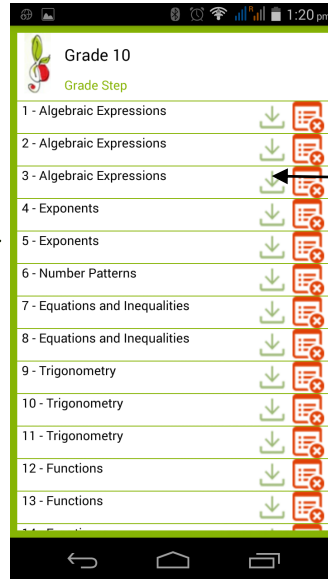 R
1:20 pm
Grade 10
Grade Step
1 - Algebraic Expressions
2 - Algebraic Expressions
3 - Algebraic Expressions
4 - Exponents
5 - Exponents
6 - Number Patterns
7 - Equations and Inequalities
8 - Equations and Inequalities
9 - Trigonometry
10 - Trigonometry
11 - Trigonometry
12 - Functions
13 - Functions